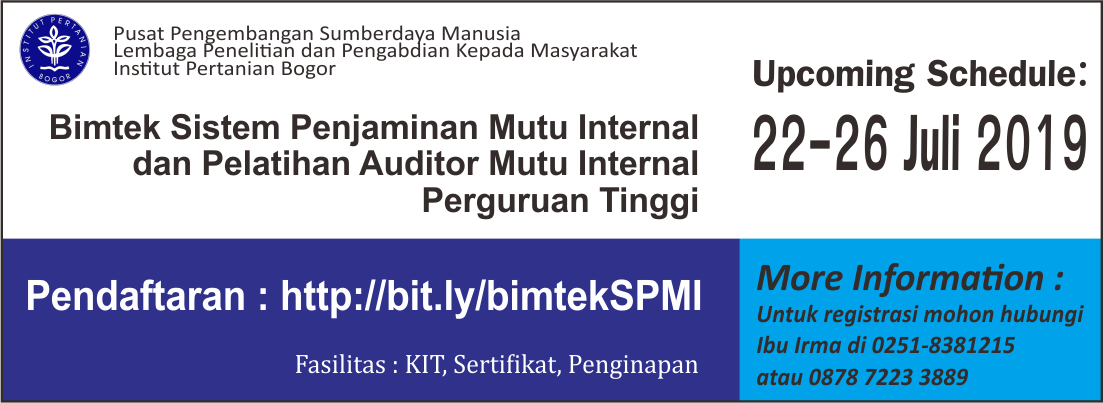 INSTITUT PERTANIAN
BOGOR
Pusat Pengembangan Sumberdaya Manusia
Lembaga Penelitian dan Pengabdian Kepada Masyarakat
Institut Pertanian Bogor
Bimtek Sistem Penjaminan Mutu Internal
dan Pelatihan Auditor Mutu Internal
Perguruan Tinggi
Upcoming Schedule:
22-26 Juli 2019
Pendaftaran : http://bit.ly/bimtekSPMI
Fasilitas : KIT, Sertifikat, Penginapan
More Information :
Untuk registrasi mohon hubungi
Ibu Irma di 0251-8381215
atau 0878 7223 3889